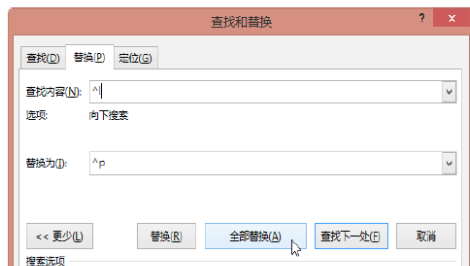 查找和替换
查找(D) 替换(P) 定位(G)
查找内容(N): ^l
选项: 向下搜索
替换为(I): ^p
<< 更少(L) 替换(R) 全部替换(A) 查找下一处(F) 取消
搜索选项